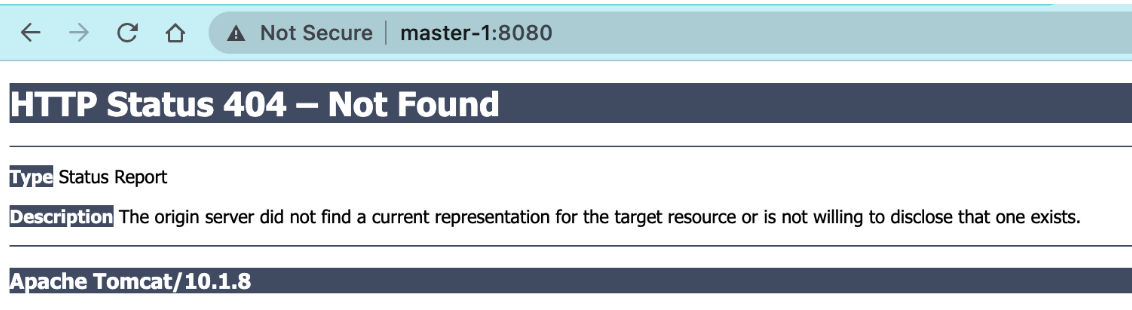 Not Secure | master-1:8080
HTTP Status 404 – Not Found
Type Status Report
Description The origin server did not find a current representation for the target resource or is not willing to disclose that one exists.
Apache Tomcat/10.1.8